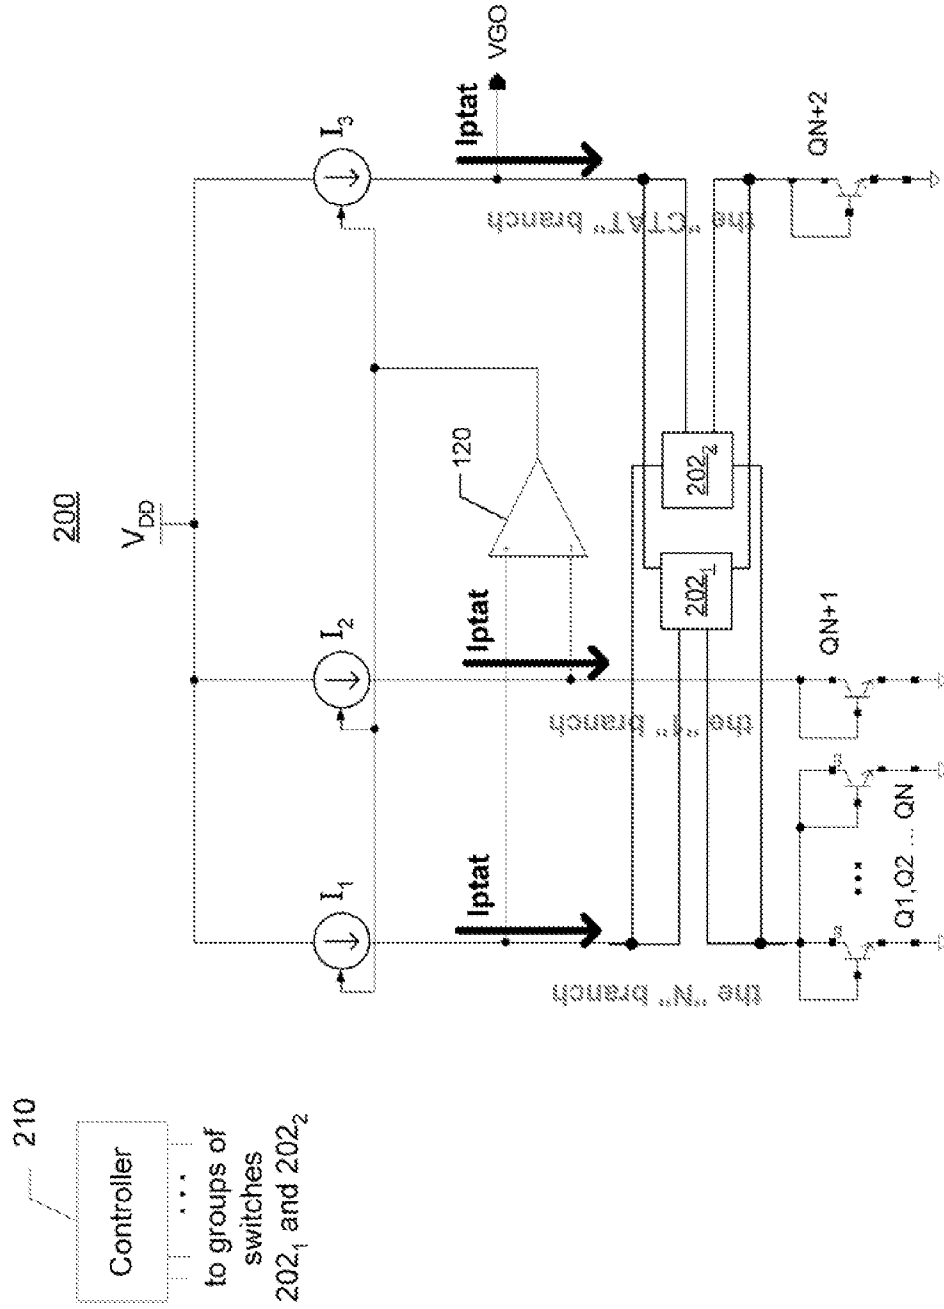 200
V_DD
I₁
I₂
I₃
Iptat
Iptat
Iptat
VGO
120
the "N" branch
the "1" branch
the "CTAT" branch
202₁
202₂
Q1,Q2 ... QN
QN+1
QN+2
210
Controller
to groups of
switches
202₁ and 202₂